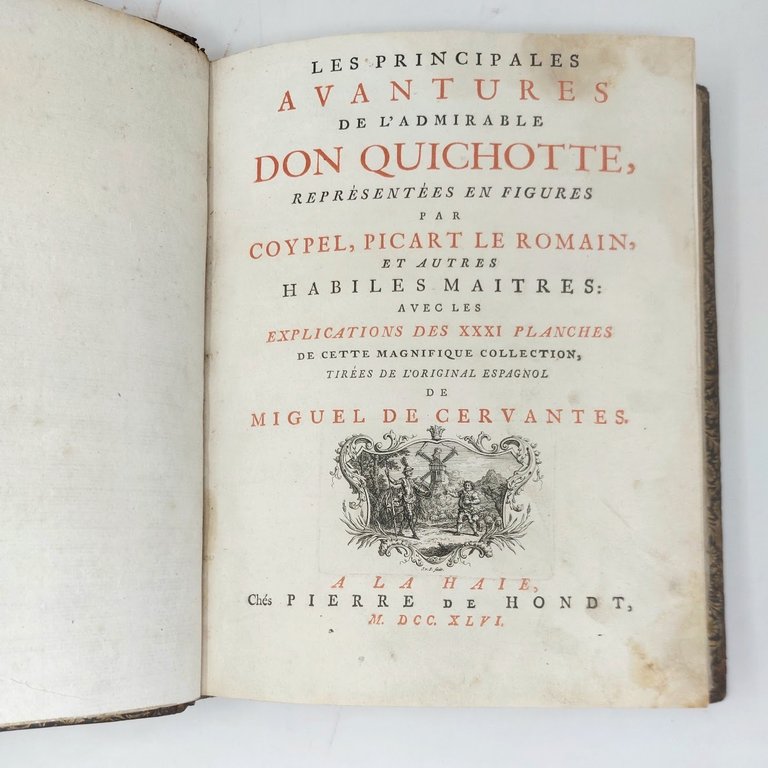 LES PRINCIPALES
AVANTURES
DE L'ADMIRABLE
DON QUICHOTTE,
REPRÉSENTÉES EN FIGURES
PAR
COYPEL, PICART LE ROMAIN,
ET AUTRES
HABILES MAITRES:
AVEC LES
EXPLICATIONS DES XXXI PLANCHES
DE CETTE MAGNIFIQUE COLLECTION,
TIRÉES DE L'ORIGINAL ESPAGNOL
DE
MIGUEL DE CERVANTES.
A LA HAIE,
Chés PIERRE DE HONDT,
M. DCC. XLVI.